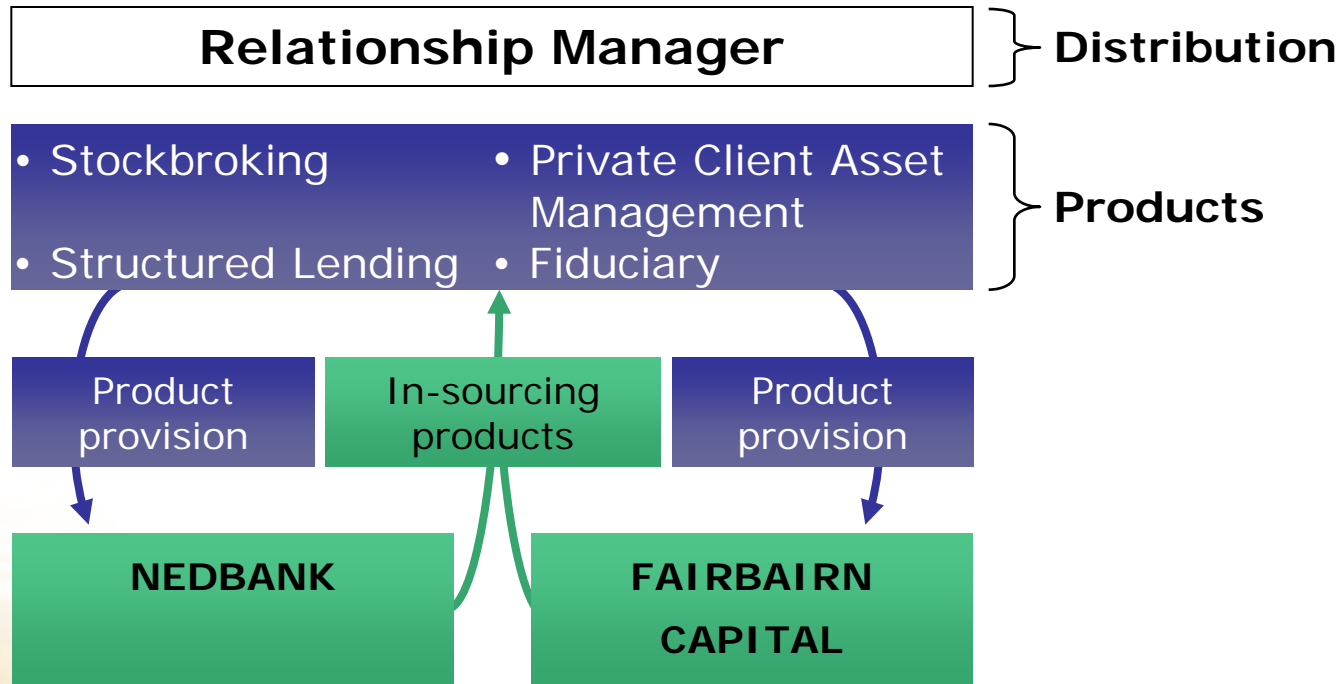 Relationship Manager
Distribution
• Stockbroking
• Private Client Asset
Management
• Structured Lending
• Fiduciary
Products
Product
provision
In-sourcing
products
Product
provision
NEDBANK
FAIRBAIRN
CAPITAL